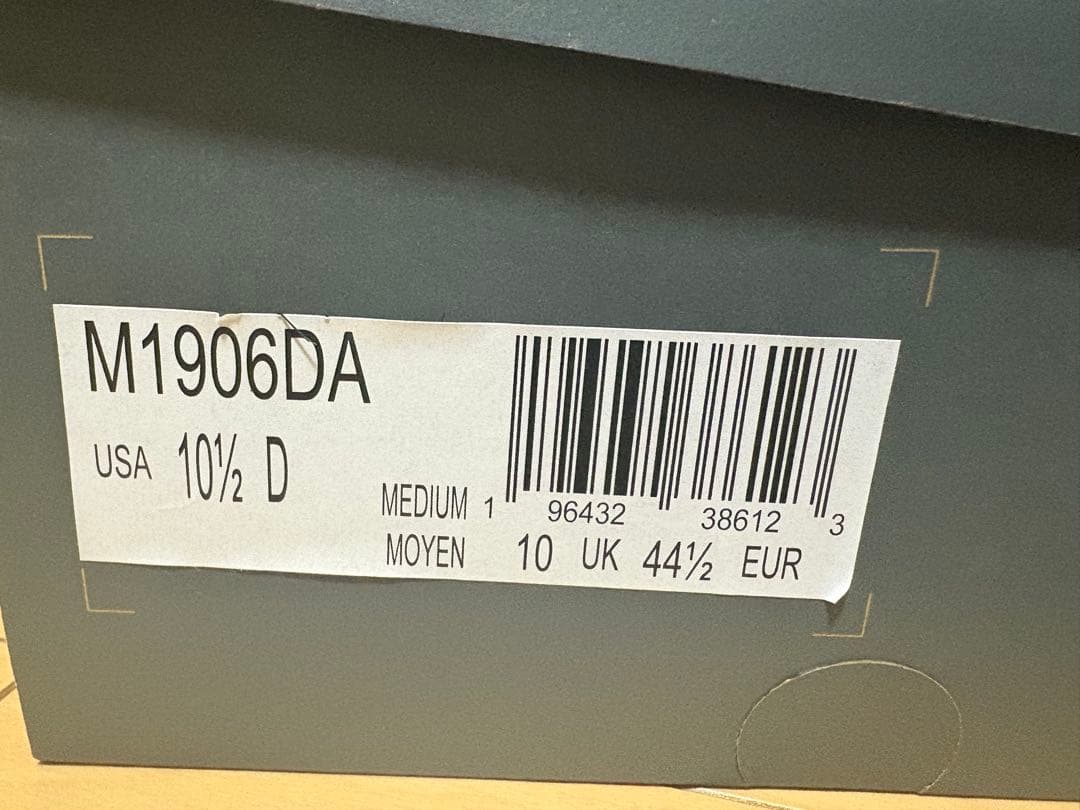 M1906DA
USA 10½ D
MEDIUM
MOYEN
1 96432 38612 3
10 UK 44½ EUR